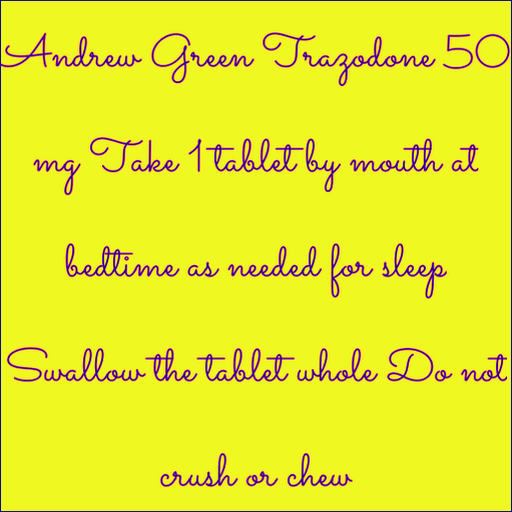 Andrew Green Trazodone 50
mg Take 1 tablet by mouth at
bedtime as needed for sleep
Swallow the tablet whole Do not
crush or chew